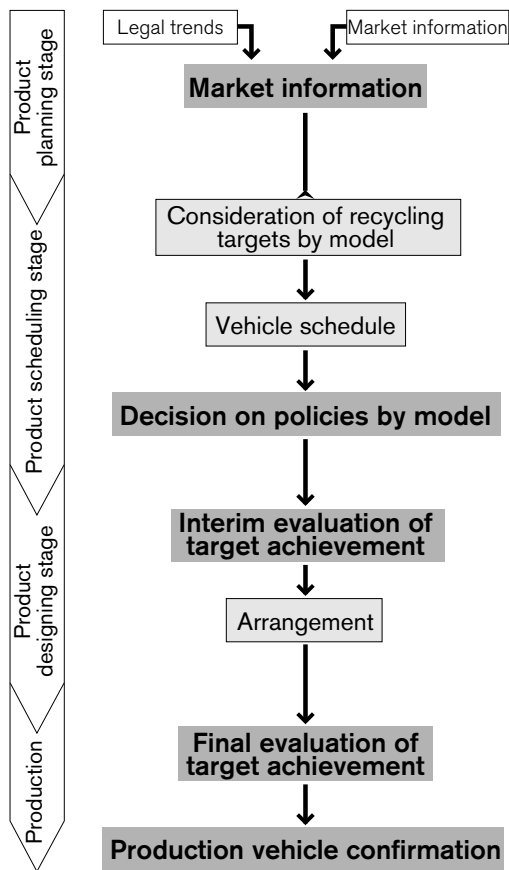 Legal trends
Market information
Market information
Product
planning stage
Consideration of recycling
targets by model
Vehicle schedule
Product scheduling stage
Decision on policies by model
Interim evaluation of
target achievement
Product
designing stage
Arrangement
Final evaluation of
target achievement
Production
Production vehicle confirmation